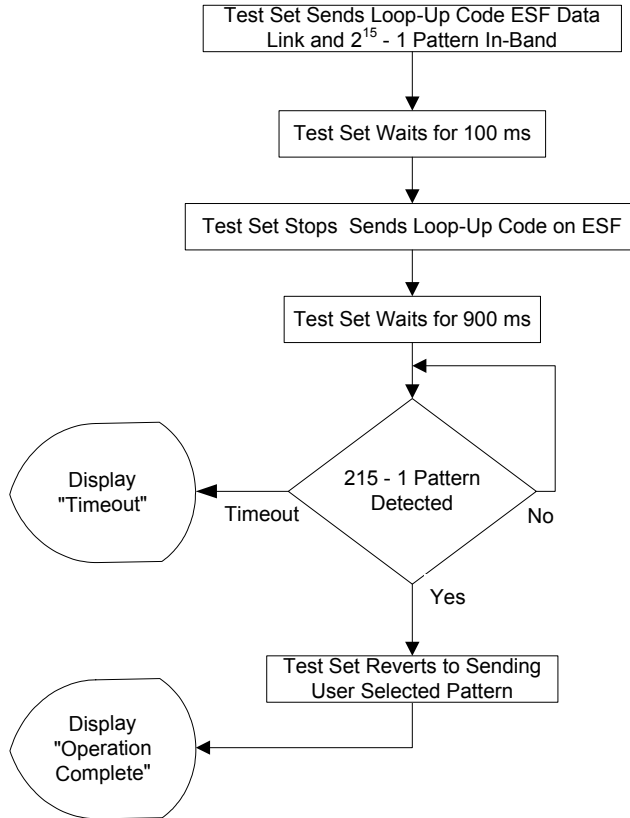 Test Set Sends Loop-Up Code ESF Data
Link and 2¹⁵ - 1 Pattern In-Band
Test Set Waits for 100 ms
Test Set Stops Sends Loop-Up Code on ESF
Test Set Waits for 900 ms
215 - 1 Pattern
Detected
Display
"Timeout"
Timeout
No
Yes
Test Set Reverts to Sending
User Selected Pattern
Display
"Operation
Complete"